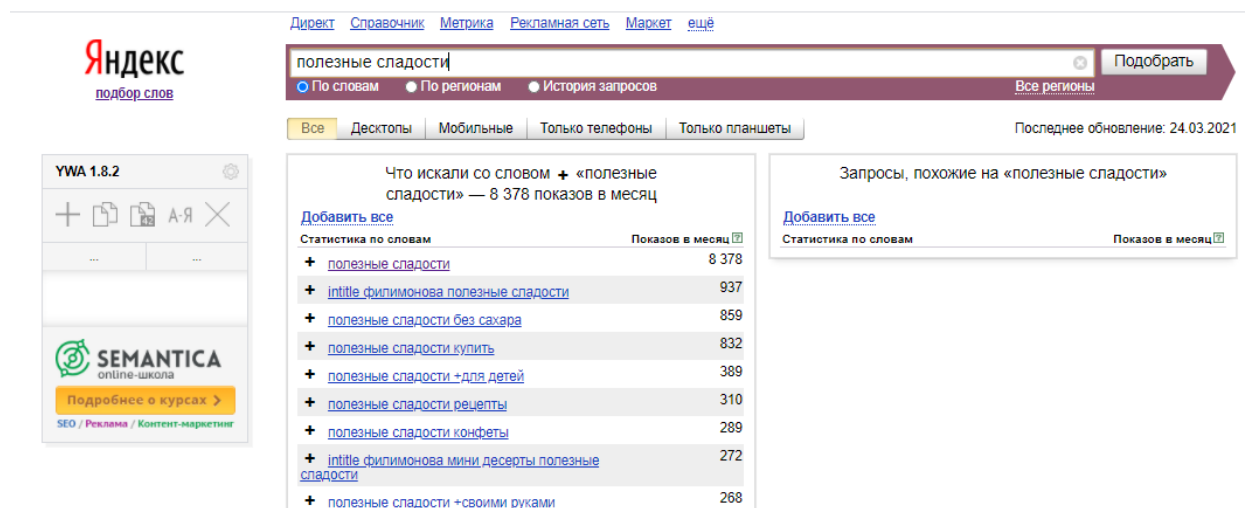 Директ Справочник Метрика Рекламная сеть Маркет ещё
Яндекс
подбор слов
полезные сладости
Подобрать
По словам По регионам История запросов
Все регионы
Все Десктопы Мобильные Только телефоны Только планшеты
Последнее обновление: 24.03.2021
YWA 1.8.2
А-Я
... ...
SEMANTICA
online-школа
Подробнее о курсах >
SEO / Реклама / Контент-маркетинг
Что искали со словом + «полезные
сладости» — 8 378 показов в месяц
Добавить все
Статистика по словам Показов в месяц ?
+ полезные сладости 8 378
+ intitle филимонова полезные сладости 937
+ полезные сладости без сахара 859
+ полезные сладости купить 832
+ полезные сладости +для детей 389
+ полезные сладости рецепты 310
+ полезные сладости конфеты 289
+ intitle филимонова мини десерты полезные 272
сладости
+ полезные сладости +своими руками 268
Запросы, похожие на «полезные сладости»
Добавить все
Статистика по словам Показов в месяц ?